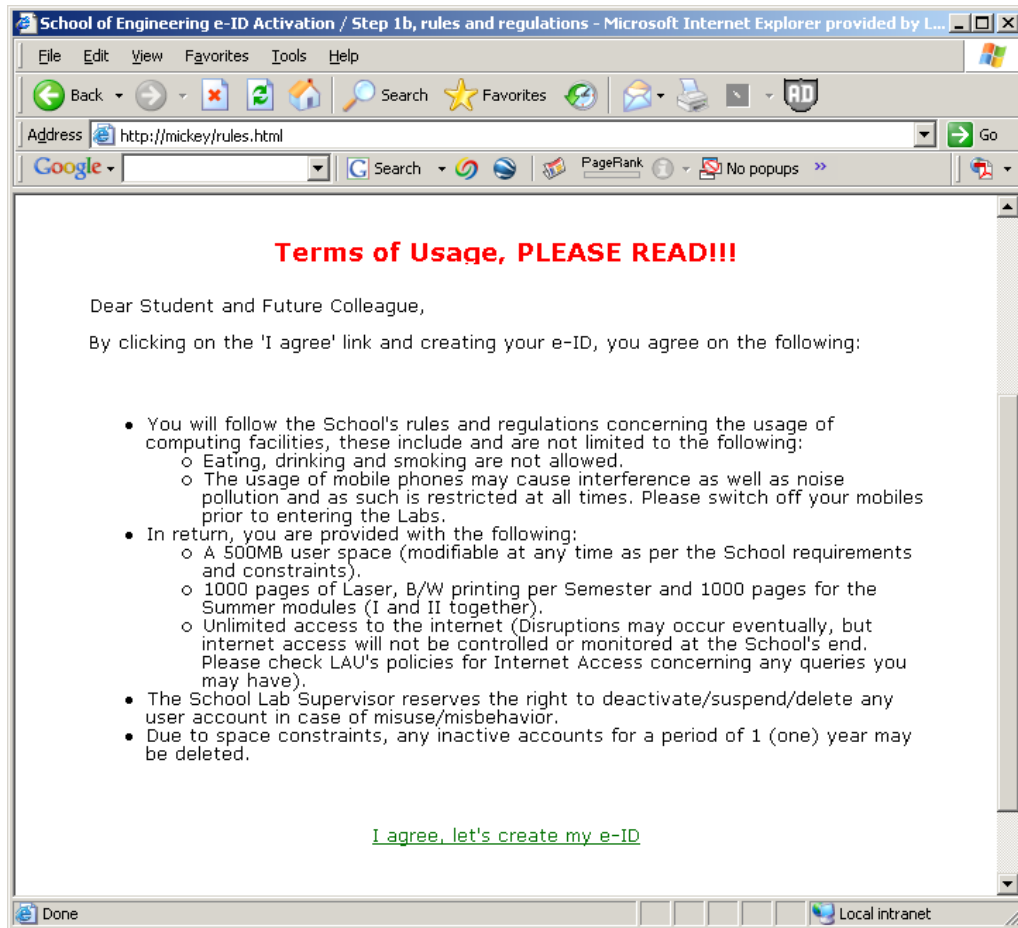 School of Engineering e-ID Activation / Step 1b, rules and regulations - Microsoft Internet Explorer provided by L...
File Edit View Favorites Tools Help
Back Search Favorites AD
Address http://mickey/rules.html Go
Google Search PageRank No popups »
Terms of Usage, PLEASE READ!!!
Dear Student and Future Colleague,
By clicking on the 'I agree' link and creating your e-ID, you agree on the following:
• You will follow the School's rules and regulations concerning the usage of
computing facilities, these include and are not limited to the following:
o Eating, drinking and smoking are not allowed.
o The usage of mobile phones may cause interference as well as noise
pollution and as such is restricted at all times. Please switch off your mobiles
prior to entering the Labs.
• In return, you are provided with the following:
o A 500MB user space (modifiable at any time as per the School requirements
and constraints).
o 1000 pages of Laser, B/W printing per Semester and 1000 pages for the
Summer modules (I and II together).
o Unlimited access to the internet (Disruptions may occur eventually, but
internet access will not be controlled or monitored at the School's end.
Please check LAU's policies for Internet Access concerning any queries you
may have).
• The School Lab Supervisor reserves the right to deactivate/suspend/delete any
user account in case of misuse/misbehavior.
• Due to space constraints, any inactive accounts for a period of 1 (one) year may
be deleted.
I agree, let's create my e-ID
Done Local intranet